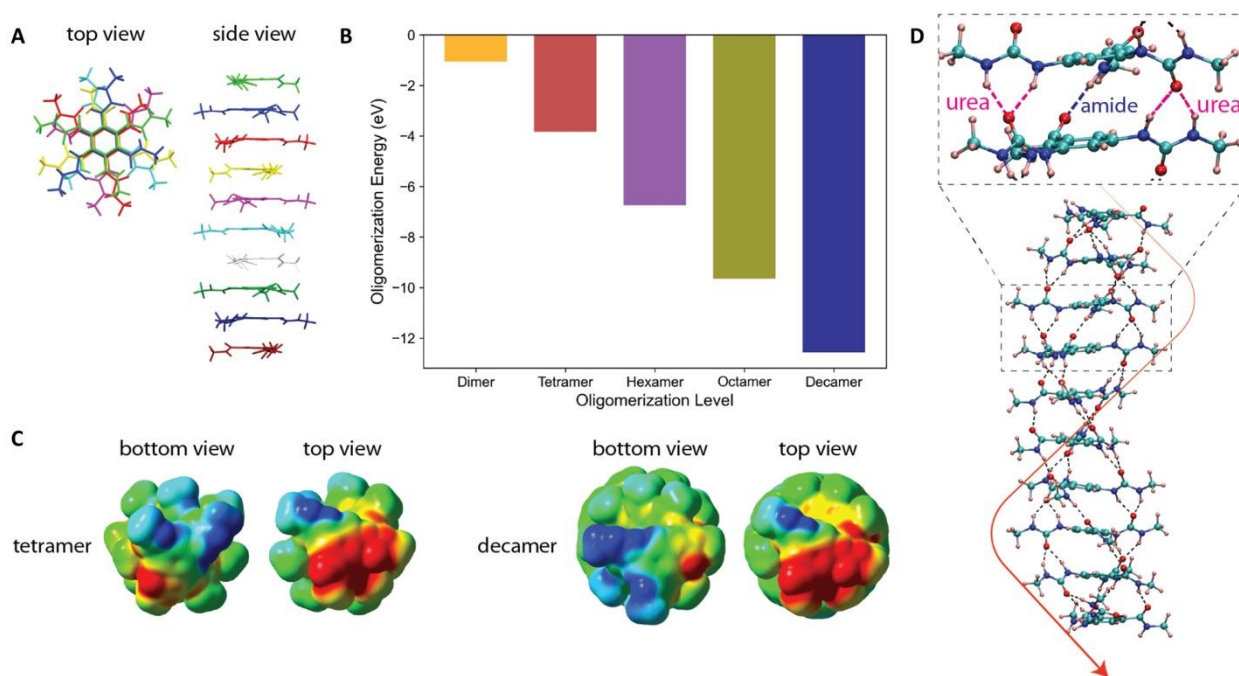 A
top view
side view
B
Oligomerization Energy (eV)
0
−2
−4
−6
−8
−10
−12
Dimer
Tetramer
Hexamer
Octamer
Decamer
Oligomerization Level
C
bottom view
top view
tetramer
bottom view
top view
decamer
D
urea
amide
urea